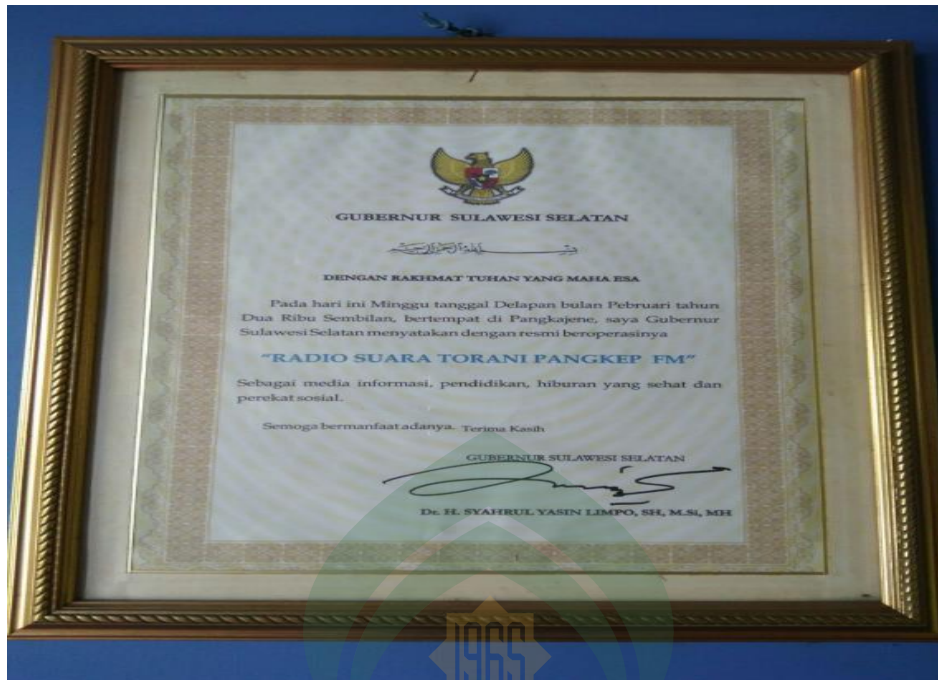 GUBERNUR SULAWESI SELATAN
DENGAN RAKHMAT TUHAN YANG MAHA ESA
Pada hari ini Minggu tanggal Delapan bulan Pebruari tahun
Dua Ribu Sembilan, bertempat di Pangkajene, saya Gubernur
Sulawesi Selatan menyatakan dengan resmi beroperasinya
"RADIO SUARA TORANI PANGKEP FM"
Sebagai media informasi, pendidikan, hiburan yang sehat dan
perekat sosial.
Semoga bermanfaat adanya. Terima Kasih
GUBERNUR SULAWESI SELATAN
Dr. H. SYAHRUL YASIN LIMPO, SH, M.Si, MH
1965